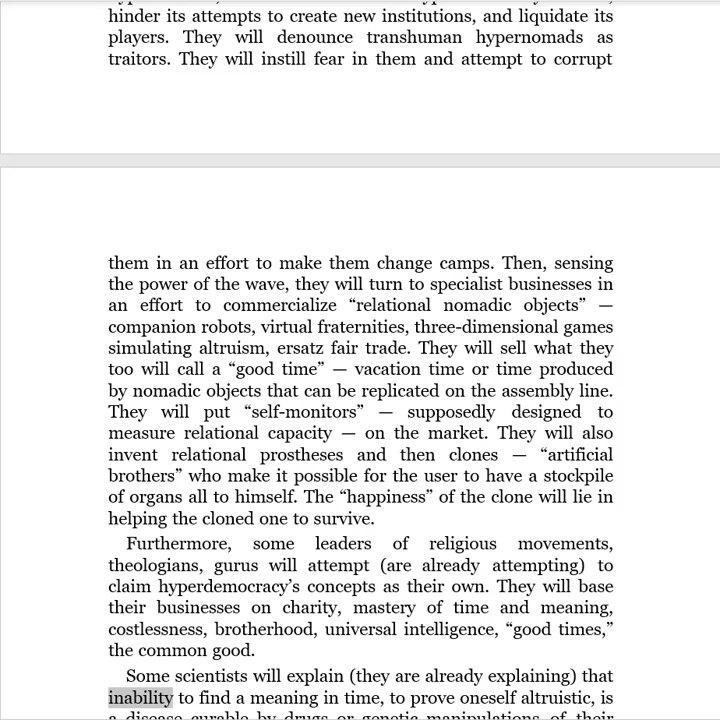 hinder its attempts to create new institutions, and liquidate its
players. They will denounce transhuman hypernomads as
traitors. They will instill fear in them and attempt to corrupt
them in an effort to make them change camps. Then, sensing
the power of the wave, they will turn to specialist businesses in
an effort to commercialize “relational nomadic objects” —
companion robots, virtual fraternities, three-dimensional games
simulating altruism, ersatz fair trade. They will sell what they
too will call a “good time” — vacation time or time produced
by nomadic objects that can be replicated on the assembly line.
They will put “self-monitors” — supposedly designed to
measure relational capacity — on the market. They will also
invent relational prostheses and then clones — “artificial
brothers” who make it possible for the user to have a stockpile
of organs all to himself. The “happiness” of the clone will lie in
helping the cloned one to survive.
Furthermore, some leaders of religious movements,
theologians, gurus will attempt (are already attempting) to
claim hyperdemocracy’s concepts as their own. They will base
their businesses on charity, mastery of time and meaning,
costlessness, brotherhood, universal intelligence, “good times,”
the common good.
Some scientists will explain (they are already explaining) that
inability to find a meaning in time, to prove oneself altruistic, is
a disease curable by drugs or genetic manipulations of their